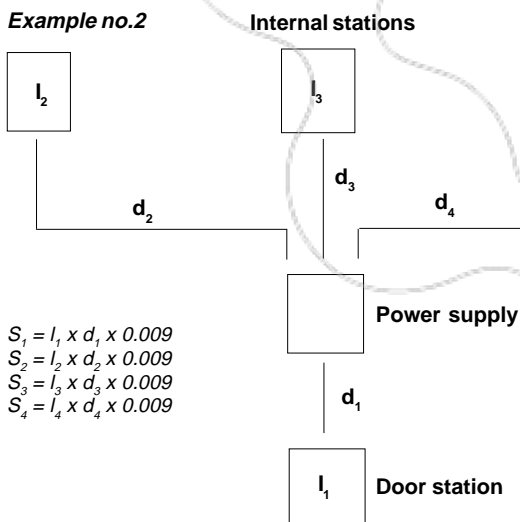 Example no.2
Internal stations
I₂
I₃
d₃
d₂
d₄
S₁ = I₁ x d₁ x 0.009
S₂ = I₂ x d₂ x 0.009
S₃ = I₃ x d₃ x 0.009
S₄ = I₄ x d₄ x 0.009
Power supply
d₁
I₁
Door station